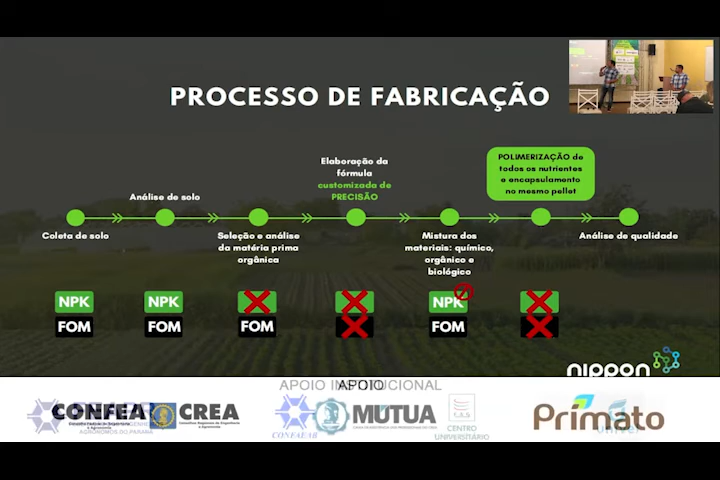 PROCESSO DE FABRICAÇÃO
Coleta de solo
Análise de solo
Seleção e análise
da matéria prima
orgânica
Elaboração da
fórmula
customizada de
PRECISÃO
Mistura dos
materiais: químico,
orgânico e
biológico
POLIMERIZAÇÃO de
todos os nutrientes
e encapsulamento
no mesmo pellet
Análise de qualidade
NPK
NPK
NPK
FOM
FOM
FOM
FOM
nippon
APOIO INSTITUCIONAL
APOIO
CONFEA
CREA
CONFAEAB
MÚTUA
CENTRO
UNIVERSITÁRIO
Primato
Univel